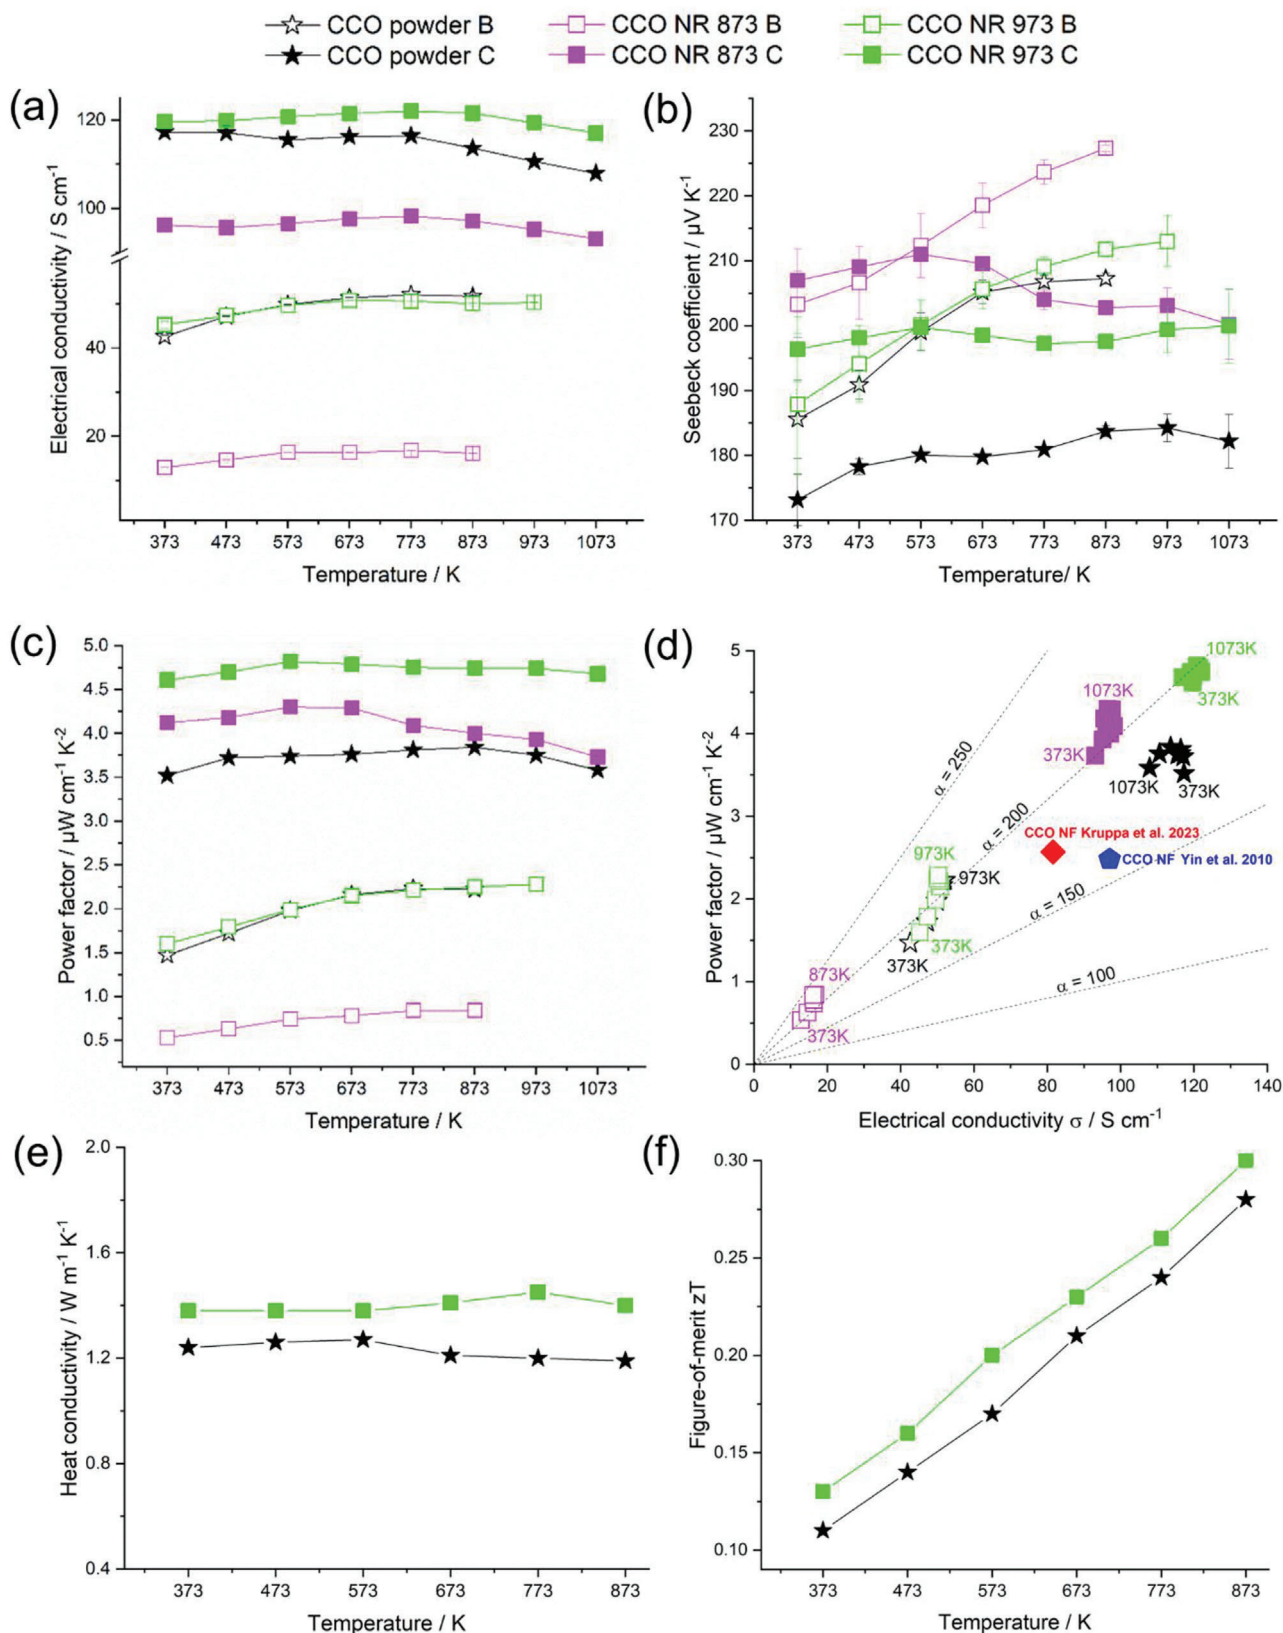 CCO powder B
CCO NR 873 B
CCO NR 973 B
CCO powder C
CCO NR 873 C
CCO NR 973 C
(a)
120
100
40
20
Electrical conductivity / S cm⁻¹
373 473 573 673 773 873 973 1073
Temperature / K
(b)
230
220
210
200
190
180
170
Seebeck coefficient / µV K⁻¹
373 473 573 673 773 873 973 1073
Temperature/ K
(c)
5.0
4.5
4.0
3.5
3.0
2.5
2.0
1.5
1.0
0.5
Power factor / µW cm⁻¹ K⁻²
373 473 573 673 773 873 973 1073
Temperature / K
(d)
5
4
3
2
1
0
Power factor / µW cm⁻¹ K⁻²
1073K
1073K
373K
373K
1073K
373K
α = 250
α = 200
CCO NF Kruppa et al. 2023
CCO NF Yin et al. 2010
973K
973K
α = 150
373K
373K
873K
α = 100
373K
0 20 40 60 80 100 120 140
Electrical conductivity σ / S cm⁻¹
(e)
2.0
1.6
1.2
0.8
0.4
Heat conductivity / W m⁻¹ K⁻¹
373 473 573 673 773 873
Temperature / K
(f)
0.30
0.25
0.20
0.15
0.10
Figure-of-merit zT
373 473 573 673 773 873
Temperature / K